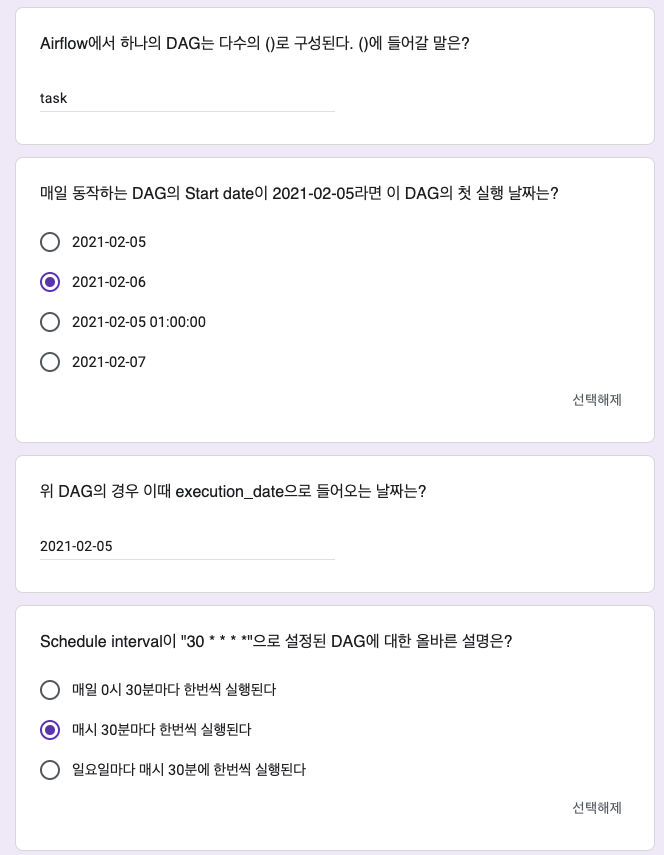 Airflow에서 하나의 DAG는 다수의 ()로 구성된다. ()에 들어갈 말은?
task
매일 동작하는 DAG의 Start date이 2021-02-05라면 이 DAG의 첫 실행 날짜는?
2021-02-05
2021-02-06
2021-02-05 01:00:00
2021-02-07
선택해제
위 DAG의 경우 이때 execution_date으로 들어오는 날짜는?
2021-02-05
Schedule interval이 "30 * * * *"으로 설정된 DAG에 대한 올바른 설명은?
매일 0시 30분마다 한번씩 실행된다
매시 30분마다 한번씩 실행된다
일요일마다 매시 30분에 한번씩 실행된다
선택해제